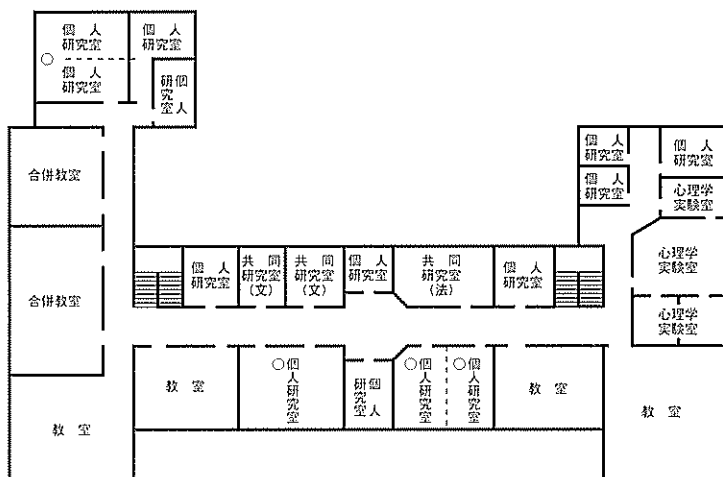 個 人
研究室
個 人
研究室
個 人
研究室
個人
研究室
合併教室
合併教室
教 室
個 人
研究室
共 同
研究室
(文)
共 同
研究室
(文)
個 人
研究室
共 同
研究室
(法)
個 人
研究室
教 室
○個人研究室
個人
研究室
○個人研究室
○個人研究室
教 室
個 人
研究室
個 人
研究室
個 人
研究室
心理学
実験室
心理学
実験室
心理学
実験室
教 室